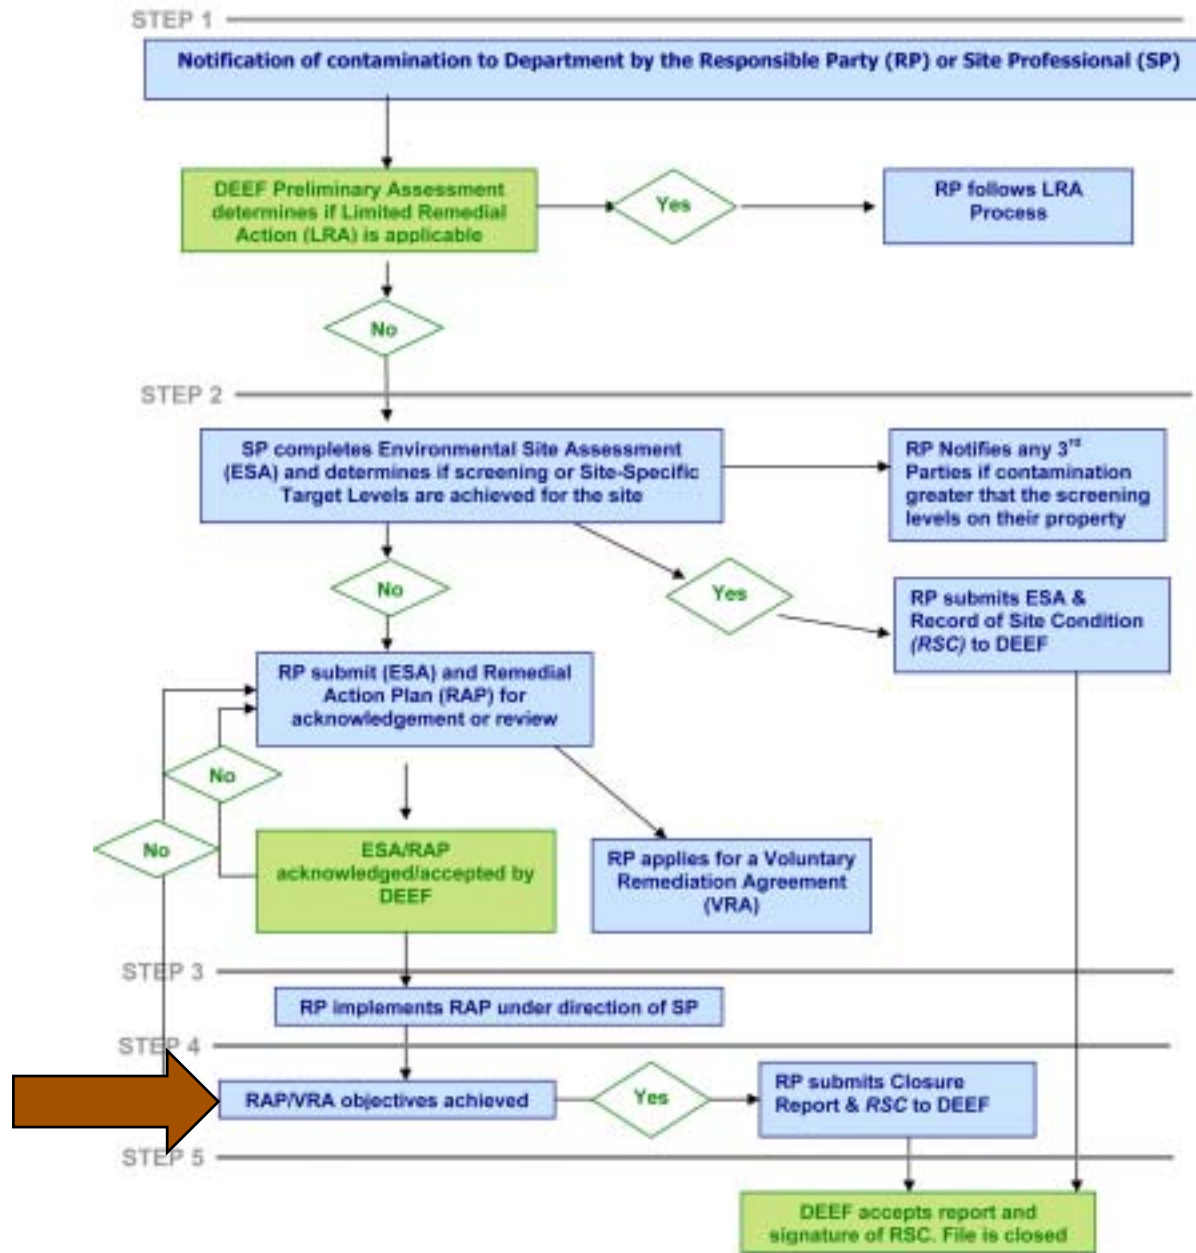 STEP 1
Notification of contamination to Department by the Responsible Party (RP) or Site Professional (SP)
DEEF Preliminary Assessment
determines if Limited Remedial
Action (LRA) is applicable
Yes
RP follows LRA
Process
No
STEP 2
SP completes Environmental Site Assessment
(ESA) and determines if screening or Site-Specific
Target Levels are achieved for the site
RP Notifies any 3rd
Parties if contamination
greater that the screening
levels on their property
No
Yes
RP submits ESA &
Record of Site Condition
(RSC) to DEEF
RP submit (ESA) and Remedial
Action Plan (RAP) for
acknowledgement or review
No
No
ESA/RAP
acknowledged/accepted by
DEEF
RP applies for a Voluntary
Remediation Agreement
(VRA)
STEP 3
RP implements RAP under direction of SP
STEP 4
RAP/VRA objectives achieved
Yes
RP submits Closure
Report & RSC to DEEF
STEP 5
DEEF accepts report and
signature of RSC. File is closed